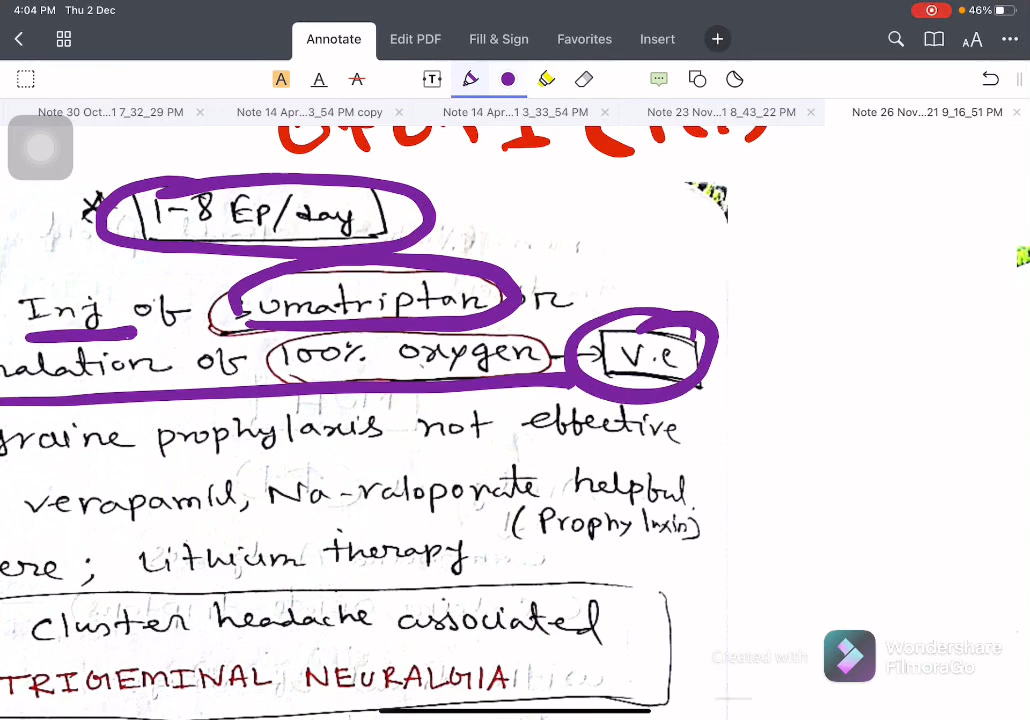 4:04 PM Thu 2 Dec
46%
Annotate Edit PDF Fill & Sign Favorites Insert
Note 30 Oct...1 7_32_29 PM Note 14 Apr...3_54 PM copy Note 14 Apr...1 3_33_54 PM Note 23 Nov...1 8_43_22 PM Note 26 Nov...21 9_16_51 PM
1-8 Ep/day
Inj of Sumatriptan or
halation of 100% oxygen → V.e
graine prophylaxis not effective
verapamil, Na-valoporate helpful
(Prophylaxis)
ere ; Lithium therapy
Cluster headache associated
TRIGEMINAL NEURALGIA
Created with Wondershare
FilmoraGo